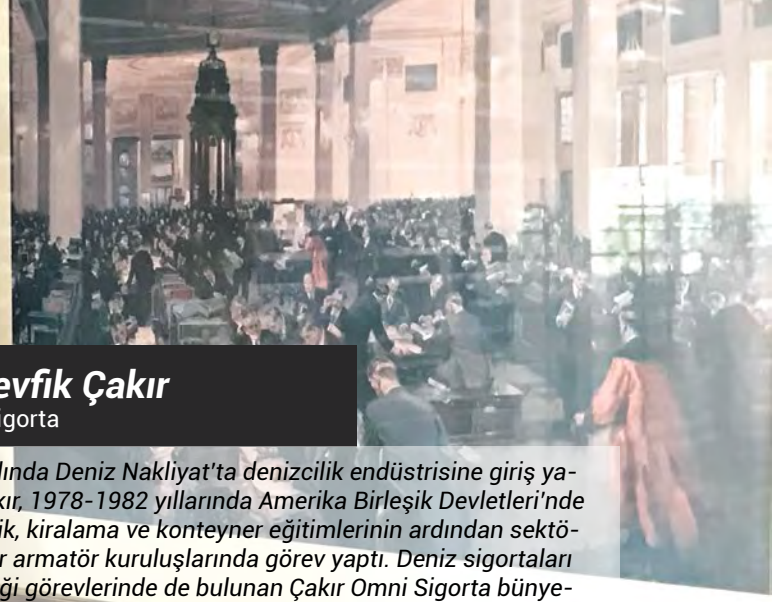 evfik Çakır
igorta
lında Deniz Nakliyat'ta denizcilik endüstrisine giriş ya-
kır, 1978-1982 yıllarında Amerika Birleşik Devletleri'nde
ik, kiralama ve konteyner eğitimlerinin ardından sektö-
r armatör kuruluşlarında görev yaptı. Deniz sigortaları
iği görevlerinde de bulunan Çakır Omni Sigorta bünye-